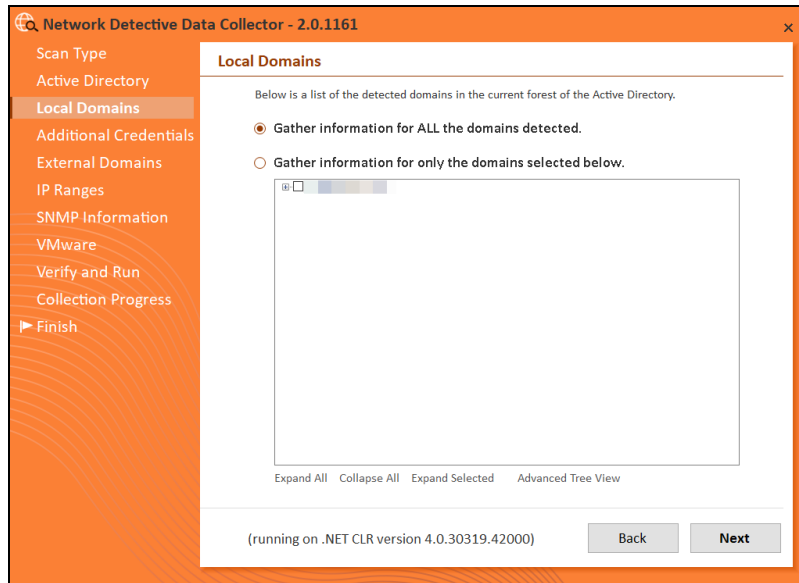 Network Detective Data Collector - 2.0.1161
Scan Type
Active Directory
Local Domains
Additional Credentials
External Domains
IP Ranges
SNMP Information
VMware
Verify and Run
Collection Progress
Finish
Local Domains
Below is a list of the detected domains in the current forest of the Active Directory.
Gather information for ALL the domains detected.
Gather information for only the domains selected below.
Expand All Collapse All Expand Selected Advanced Tree View
(running on .NET CLR version 4.0.30319.42000) Back Next